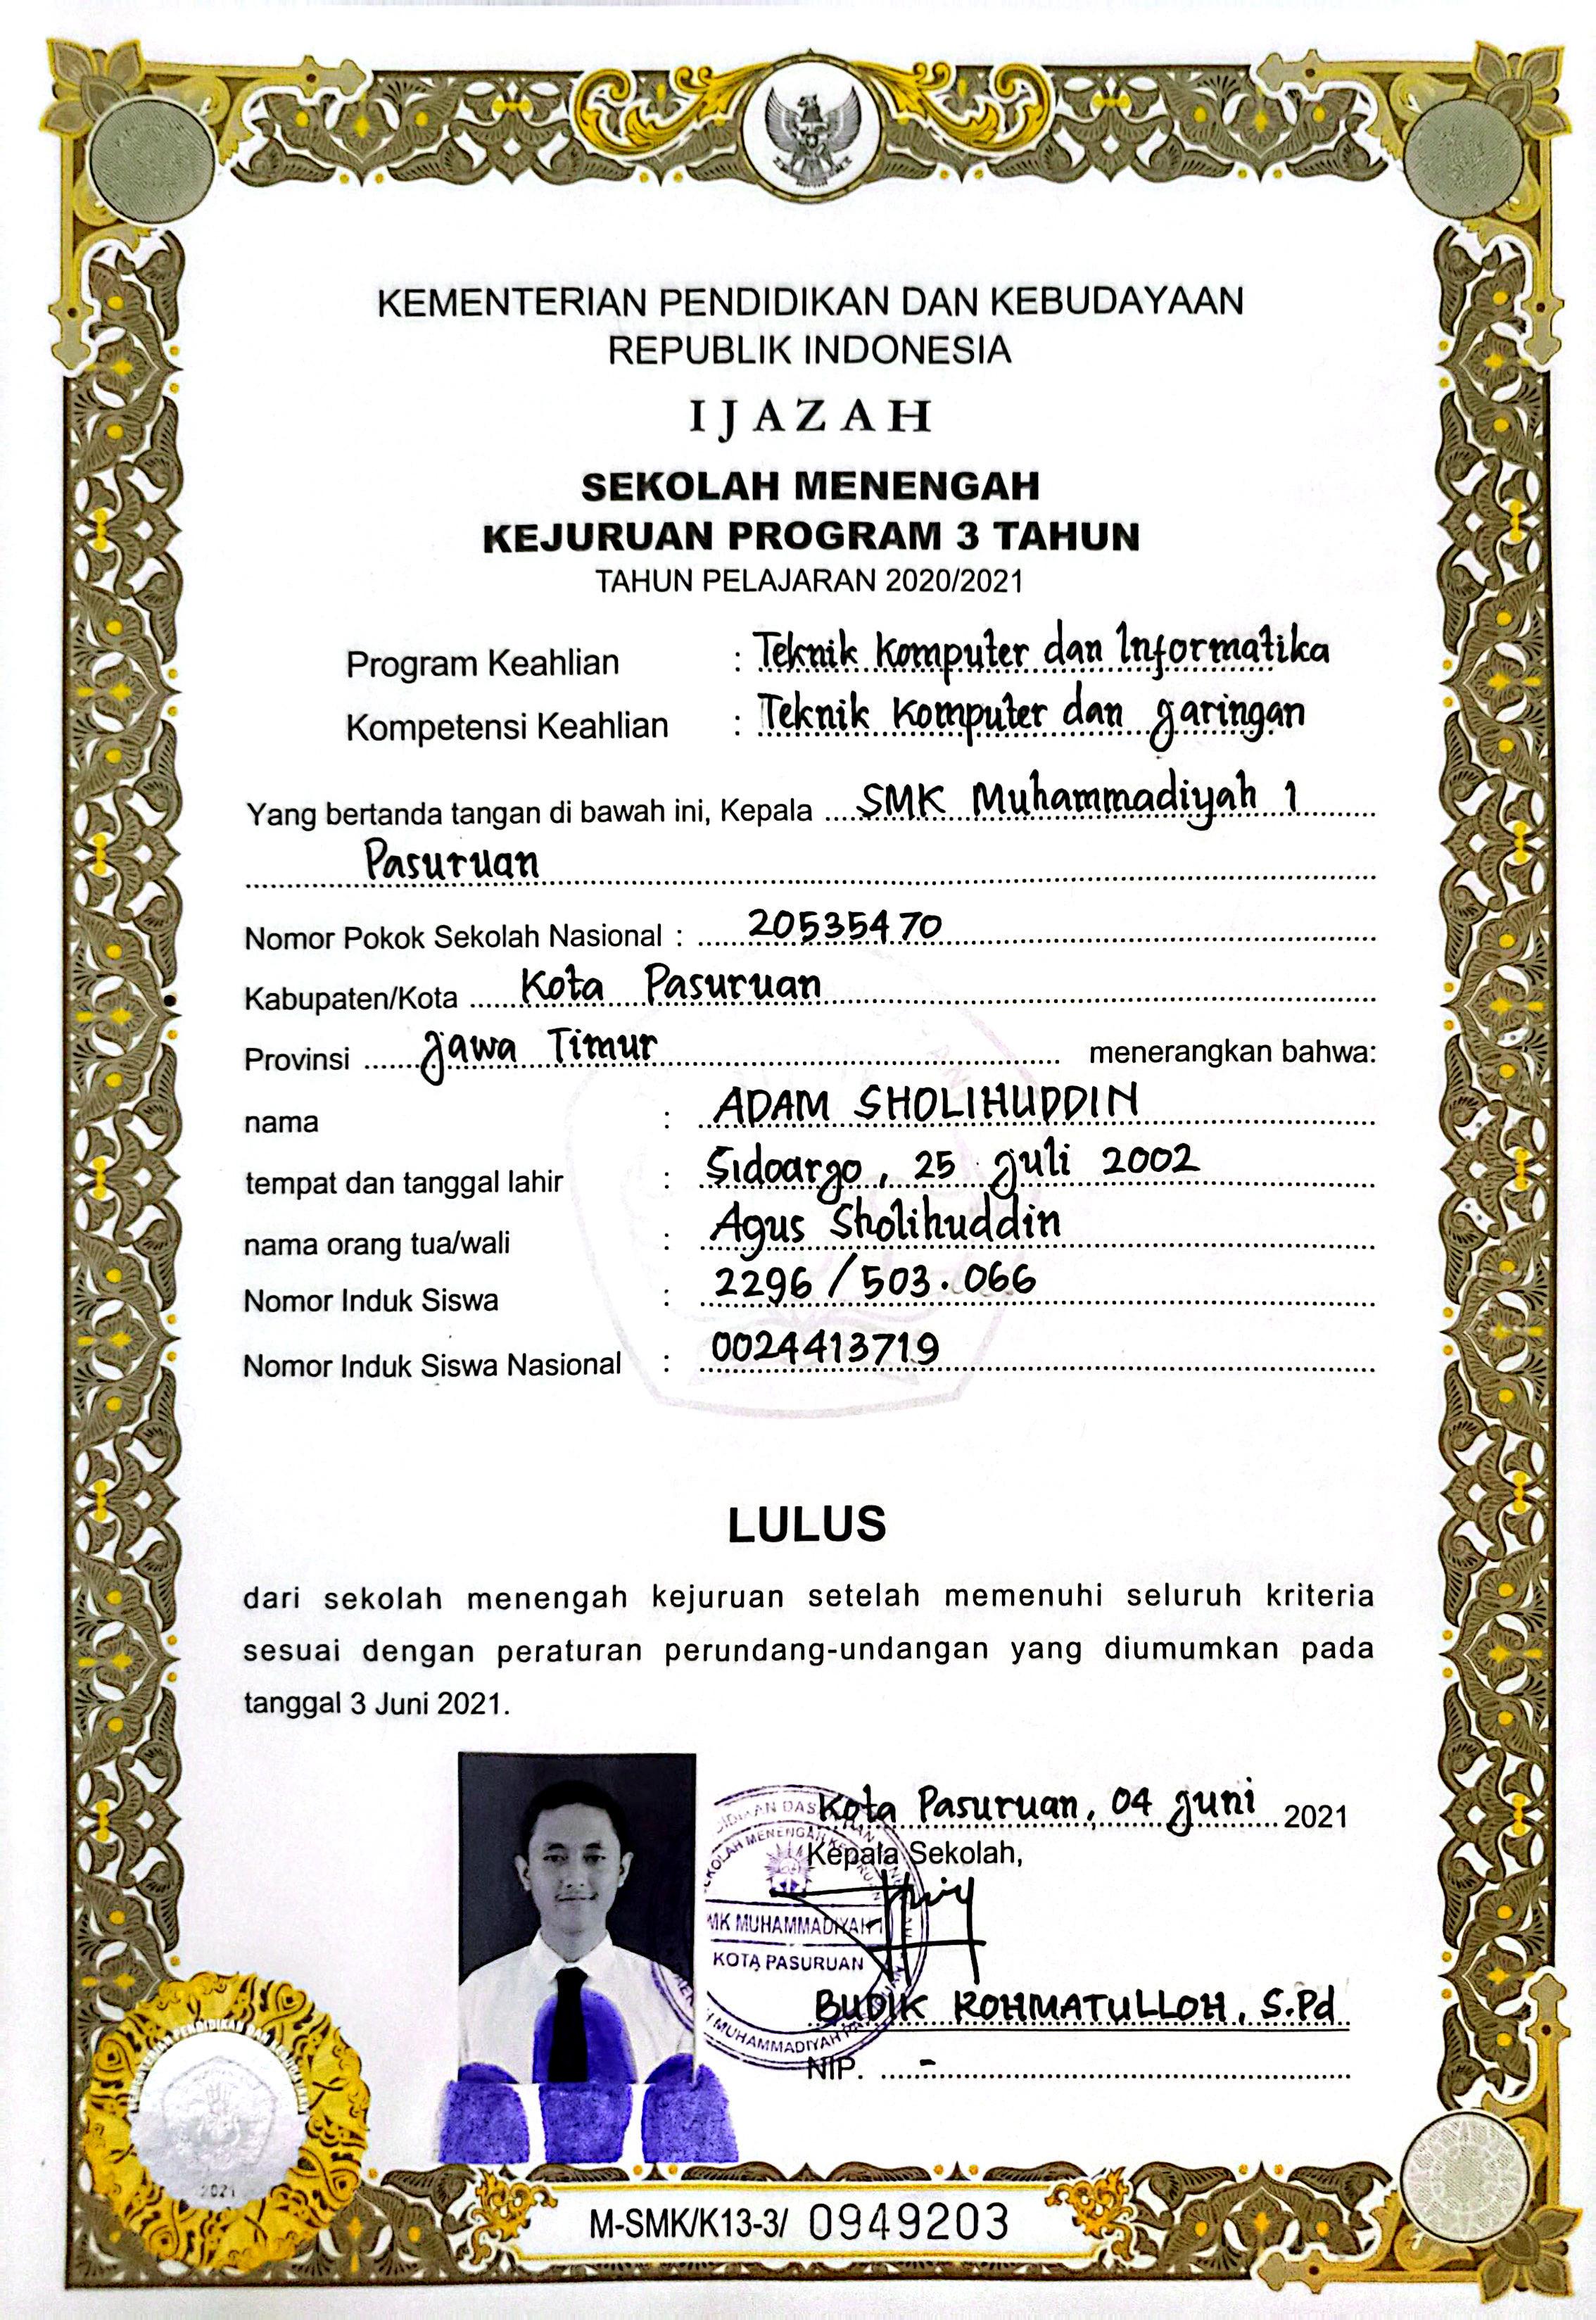 KEMENTERIAN PENDIDIKAN DAN KEBUDAYAAN
REPUBLIK INDONESIA
IJAZAH
SEKOLAH MENENGAH
KEJURUAN PROGRAM 3 TAHUN
TAHUN PELAJARAN 2020/2021
Program Keahlian : Teknik Komputer dan Informatika
Kompetensi Keahlian : Teknik Komputer dan Jaringan
Yang bertanda tangan di bawah ini, Kepala SMK Muhammadiyah 1
Pasuruan
Nomor Pokok Sekolah Nasional : 20535470
Kabupaten/Kota Kota Pasuruan
Provinsi Jawa Timur menerangkan bahwa:
nama : ADAM SHOLIHUDDIN
tempat dan tanggal lahir : Sidoarjo, 25 Juli 2002
nama orang tua/wali : Agus Sholihuddin
Nomor Induk Siswa : 2296 / 503.066
Nomor Induk Siswa Nasional : 0024413719
LULUS
dari sekolah menengah kejuruan setelah memenuhi seluruh kriteria
sesuai dengan peraturan perundang-undangan yang diumumkan pada
tanggal 3 Juni 2021.
Kota Pasuruan, 04 Juni 2021
Kepala Sekolah,
MK MUHAMMADIYAH 1
KOTA PASURUAN
BUDIK ROHMATULLOH, S.Pd
NIP. -
KEMENTERIAN PENDIDIKAN DAN KEBUDAYAAN
2021
M-SMK/K13-3/ 0949203